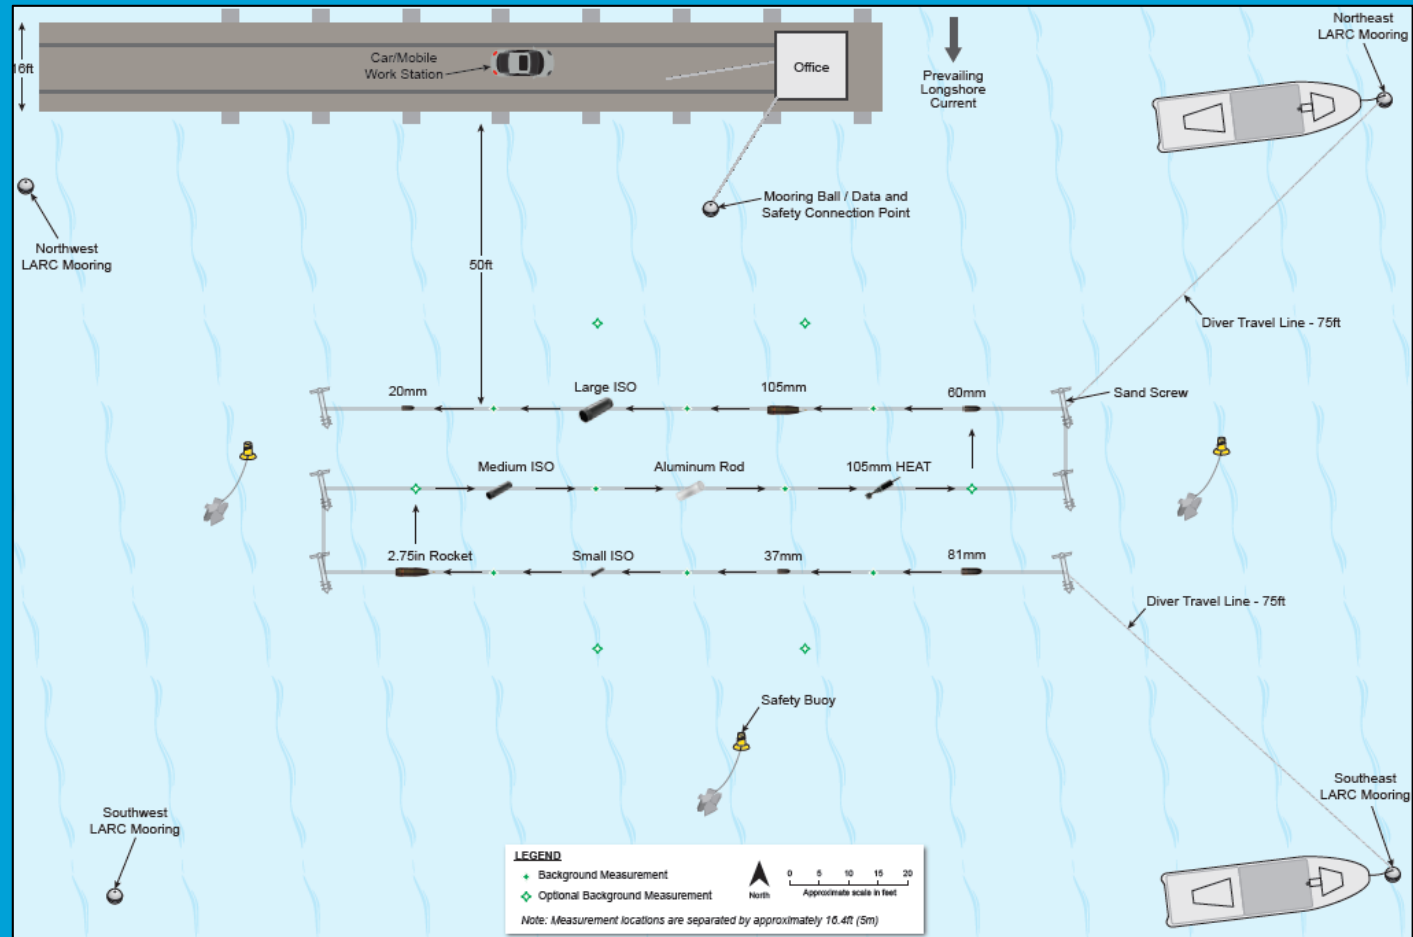 Northeast
LARC Mooring
16ft
Car/Mobile
Work Station
Office
Prevailing
Longshore
Current
Mooring Ball / Data and
Safety Connection Point
Northwest
LARC Mooring
50ft
Diver Travel Line - 75ft
20mm
Large ISO
105mm
60mm
Sand Screw
Medium ISO
Aluminum Rod
105mm HEAT
2.75in Rocket
Small ISO
37mm
81mm
Diver Travel Line - 75ft
Safety Buoy
Southwest
LARC Mooring
Southeast
LARC Mooring
LEGEND
Background Measurement
Optional Background Measurement
North
0 5 10 15 20
Approximate scale in feet
Note: Measurement locations are separated by approximately 16.4ft (5m)